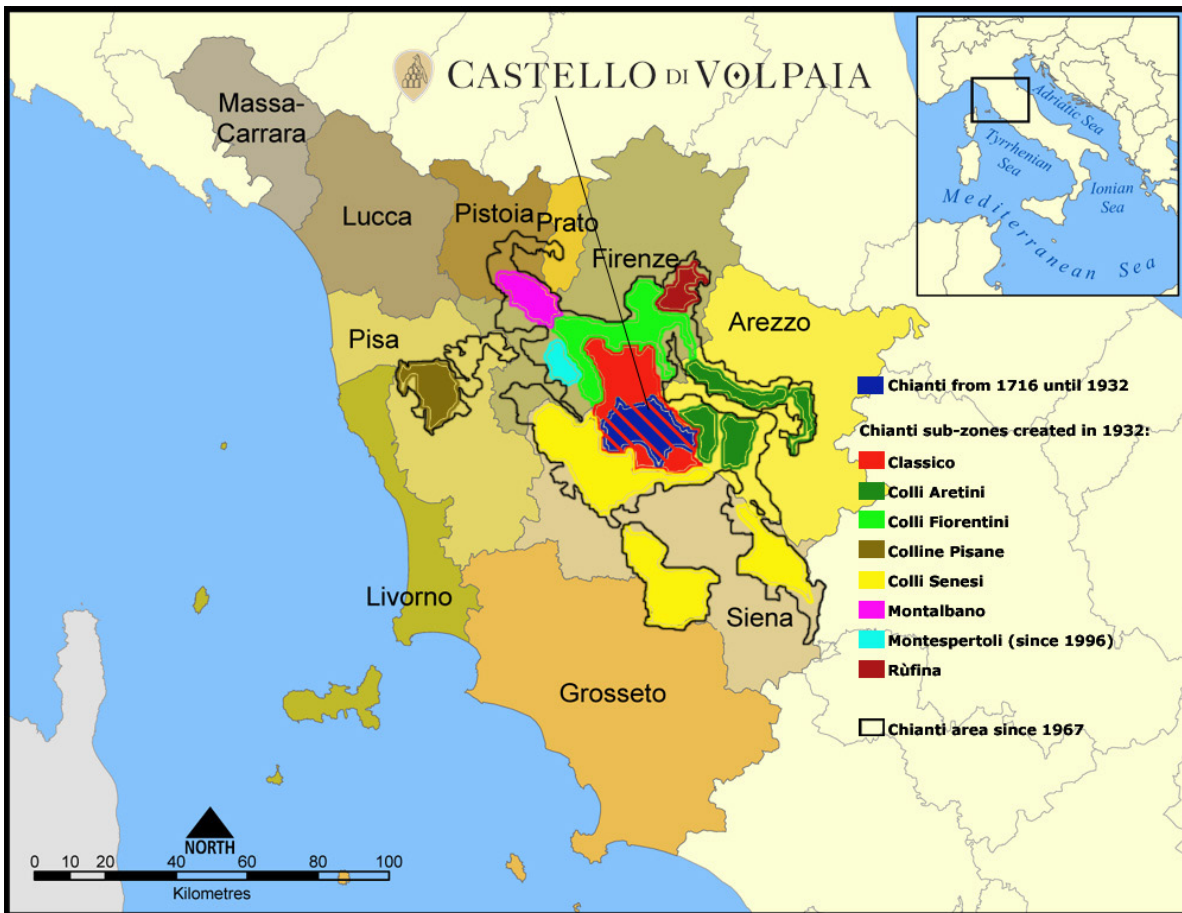 CASTELLO DI VOLPAIA
Massa-
Carrara
Lucca
Pistoia
Prato
Firenze
Pisa
Arezzo
Livorno
Siena
Grosseto
Adriatic Sea
Tyrrhenian
Sea
Ionian
Sea
Mediterranean Sea
Chianti from 1716 until 1932
Chianti sub-zones created in 1932:
Classico
Colli Aretini
Colli Fiorentini
Colline Pisane
Colli Senesi
Montalbano
Montespertoli (since 1996)
Rùfina
Chianti area since 1967
NORTH
0 10 20 40 60 80 100
Kilometres